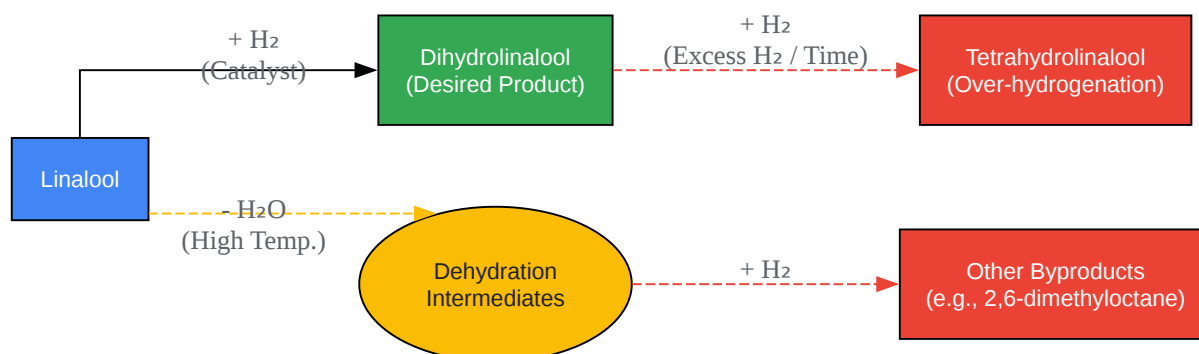 + H₂
(Catalyst)
Dihydrolinalool
(Desired Product)
+ H₂
(Excess H₂ / Time)
Tetrahydrolinalool
(Over-hydrogenation)
Linalool
- H₂O
(High Temp.)
Dehydration
Intermediates
+ H₂
Other Byproducts
(e.g., 2,6-dimethyloctane)